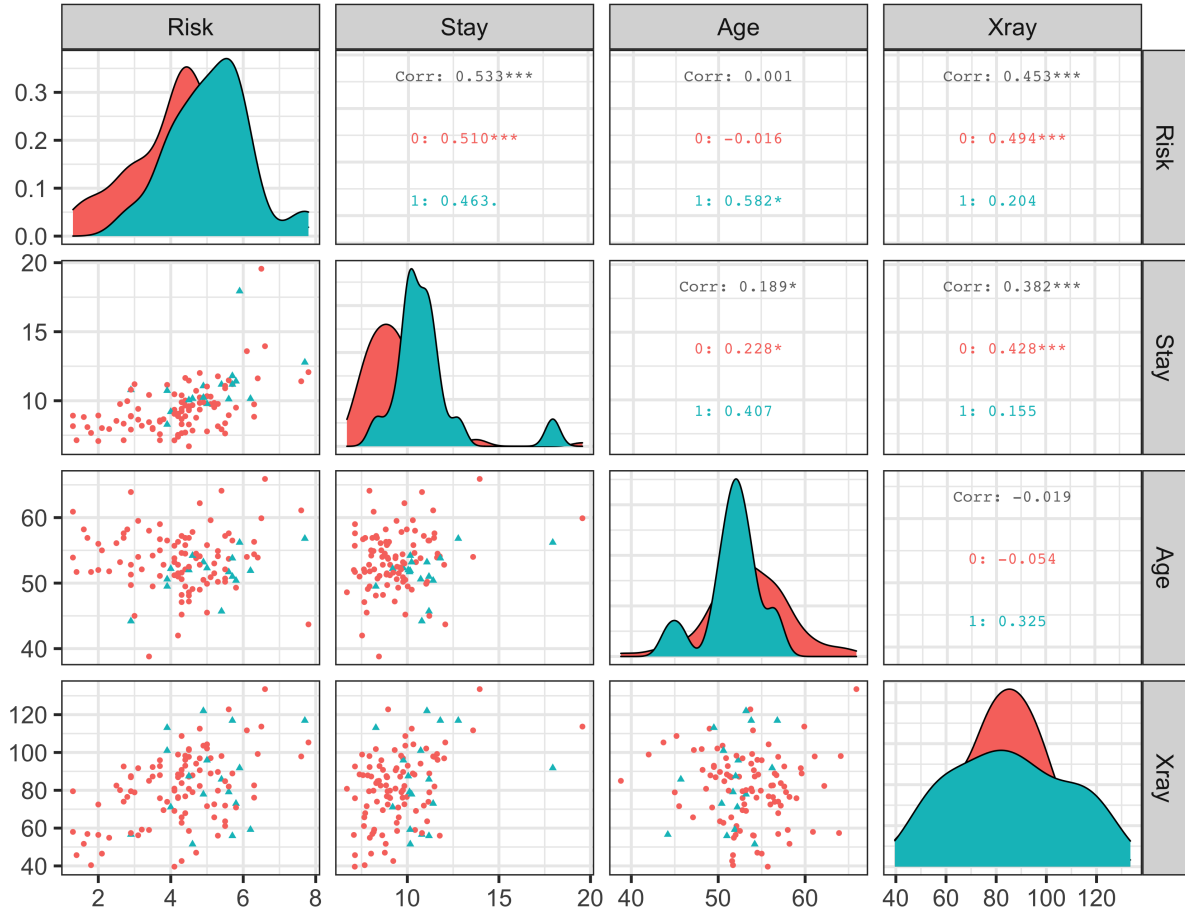 Risk Stay Age Xray
0.3
0.2
0.1
0.0
Corr: 0.533***
0: 0.510***
1: 0.463.
Corr: 0.001
0: -0.016
1: 0.582*
Corr: 0.453***
0: 0.494***
1: 0.204
Risk
20
15
10
Corr: 0.189*
0: 0.228*
1: 0.407
Corr: 0.382***
0: 0.428***
1: 0.155
Stay
60
50
40
Corr: -0.019
0: -0.054
1: 0.325
Age
120
100
80
60
40
Xray
2 4 6 8
10 15 20
40 50 60
40 60 80 100 120